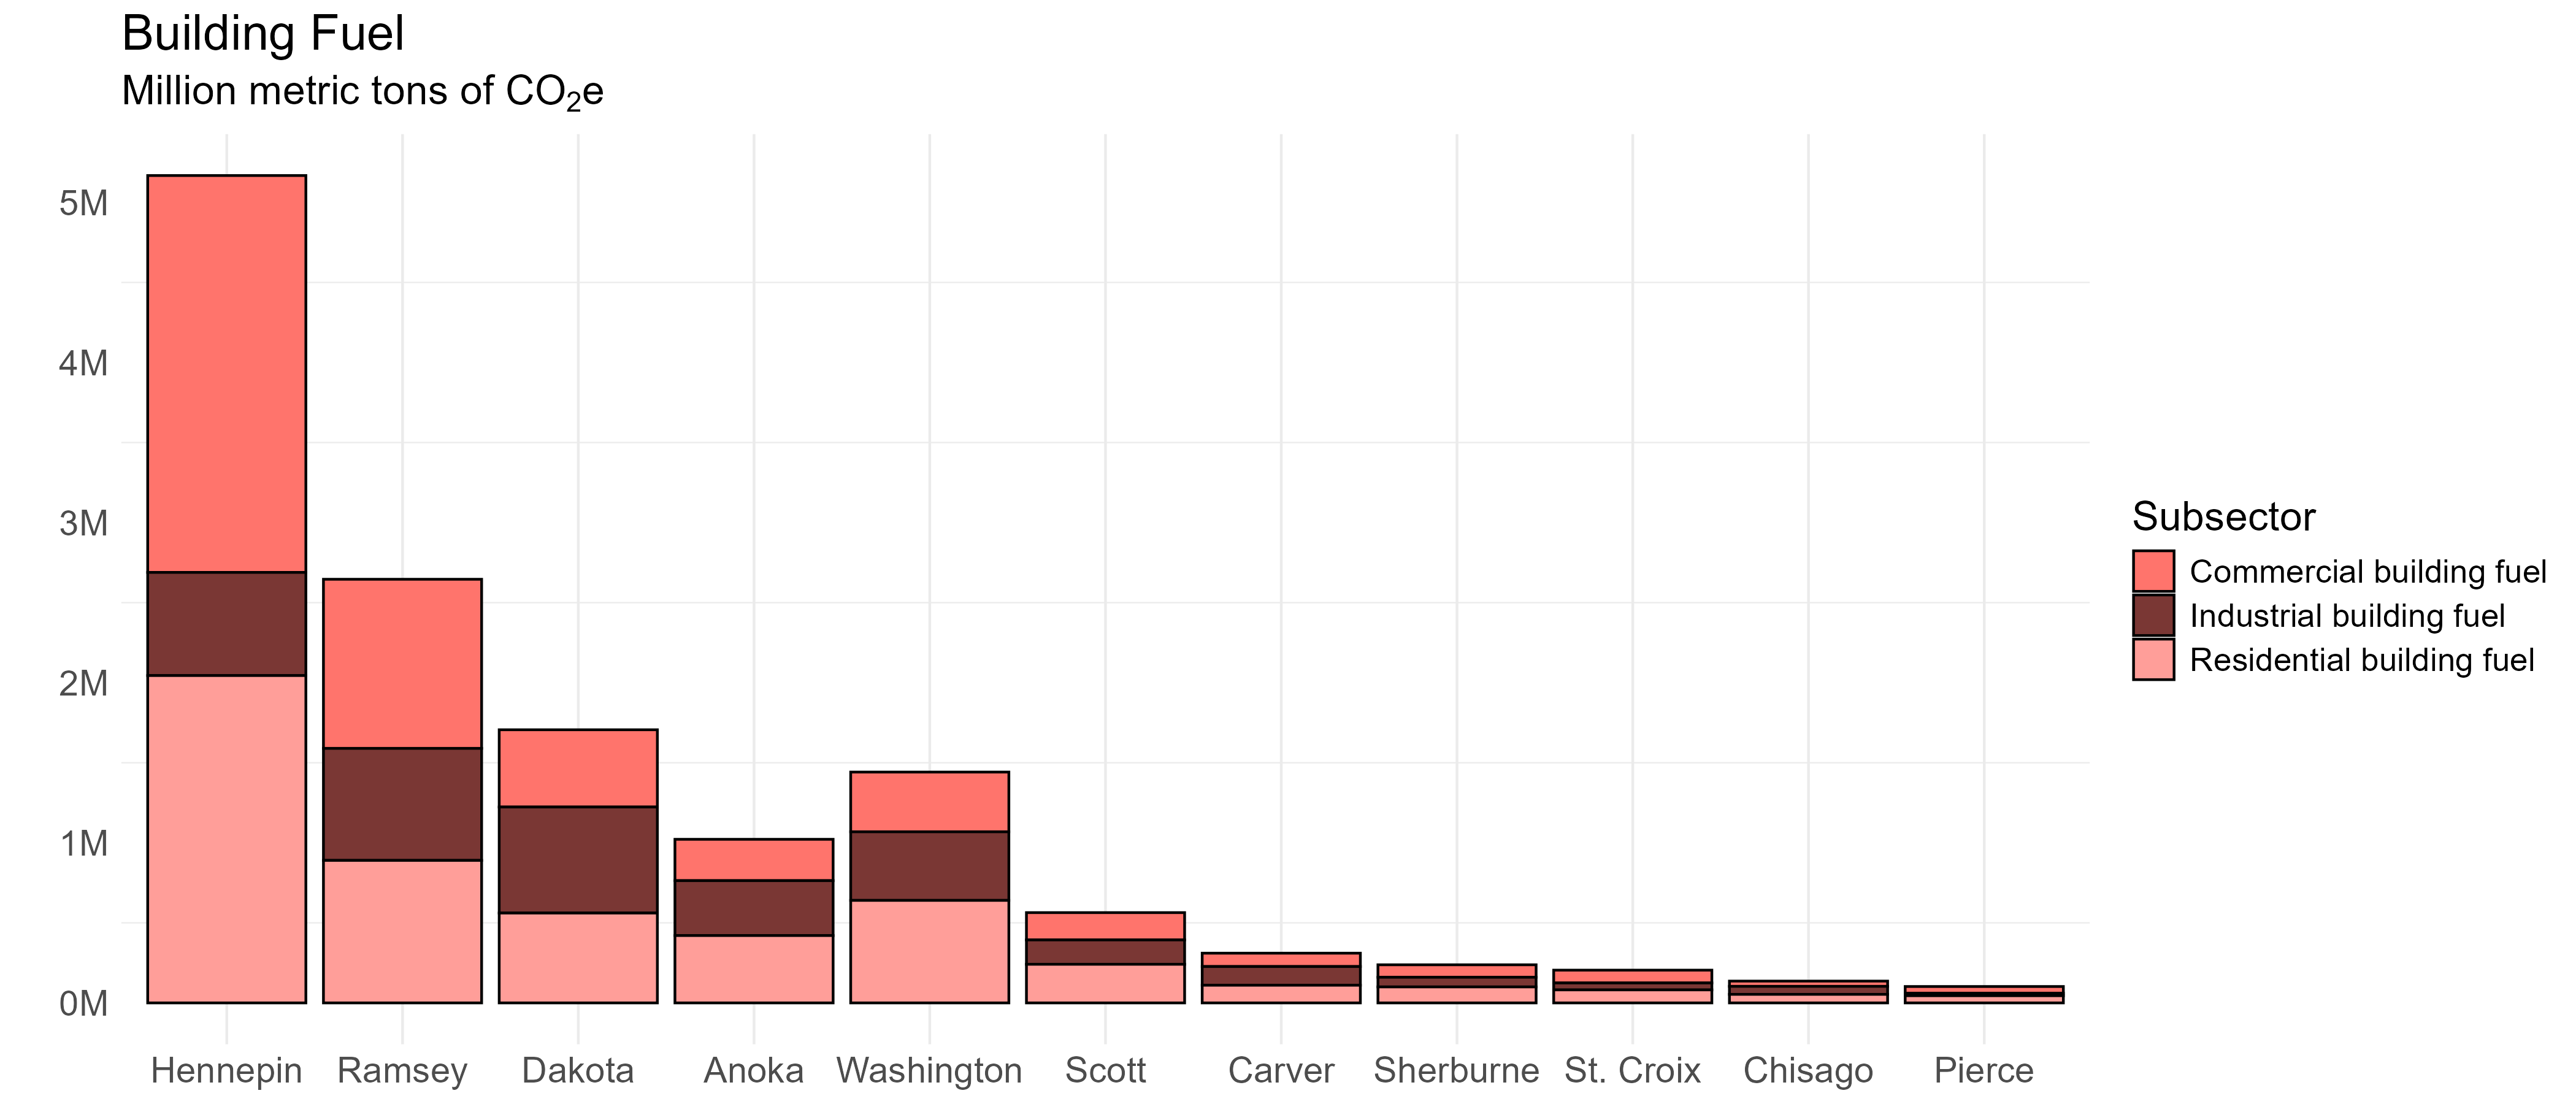 Building Fuel
Million metric tons of CO₂e
5M
4M
3M
2M
1M
0M
Hennepin Ramsey Dakota Anoka Washington Scott Carver Sherburne St. Croix Chisago Pierce
Subsector
Commercial building fuel
Industrial building fuel
Residential building fuel